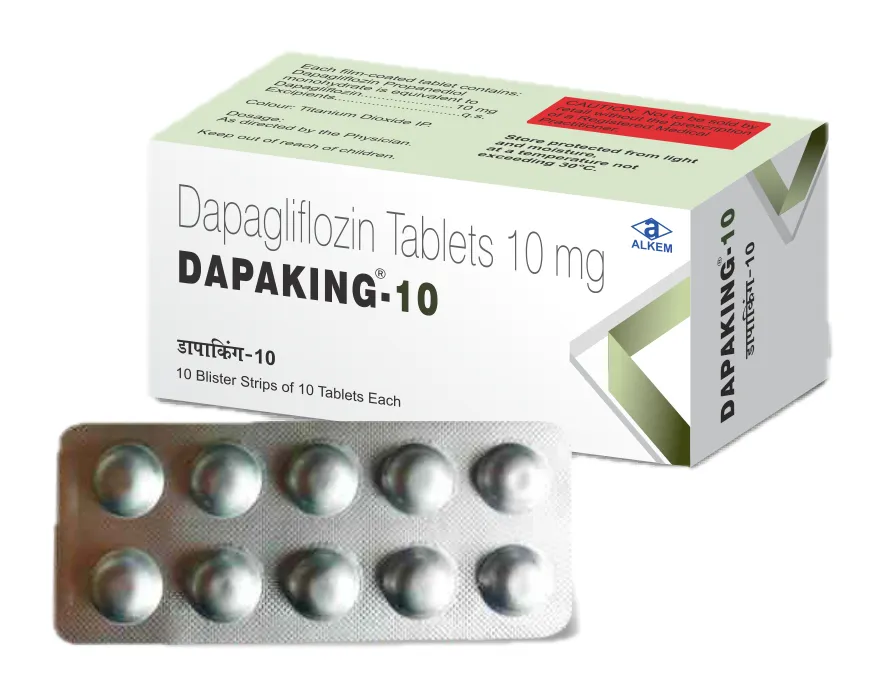 Each film-coated tablet contains:
Dapagliflozin Propanediol
monohydrate is equivalent to
Dapagliflozin.....................10 mg
Excipients...........................q.s.
Colour: Titanium Dioxide IP.
Dosage:
As directed by the Physician.
Keep out of reach of children.
CAUTION: Not to be sold by
retail without the prescription
of a Registered Medical
Practitioner.
Store protected from light
and moisture,
at a temperature not
exceeding 30°C.
Dapagliflozin Tablets 10 mg
DAPAKING®-10
डापाकिंग-10
10 Blister Strips of 10 Tablets Each
a
ALKEM
DAPAKING®-10
डापाकिंग-10